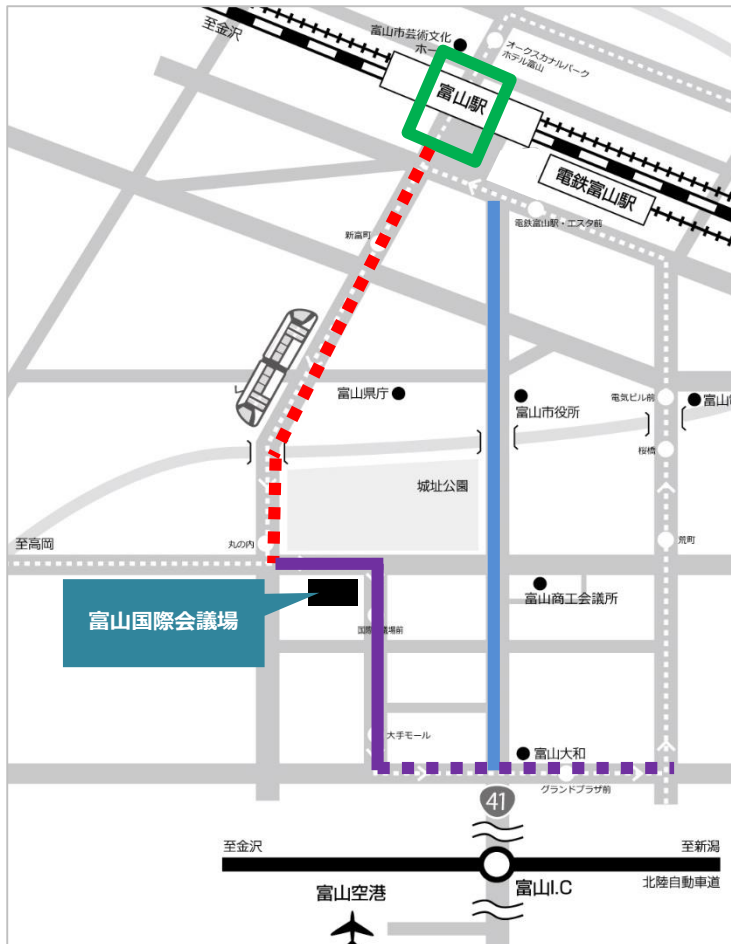 至金沢
富山市芸術文化
ホー
オークスカナルパーク
ホテル富山
富山駅
電鉄富山駅
電鉄富山駅・エスタ前
新富町
富山県庁
富山市役所
電気ビル前
桜橋
城址公園
至高岡
丸の内
荒町
富山国際会議場
富山商工会議所
国際
議場前
大手モール
富山大和
グランドプラザ前
41
至金沢
至新潟
北陸自動車道
富山I.C
富山空港